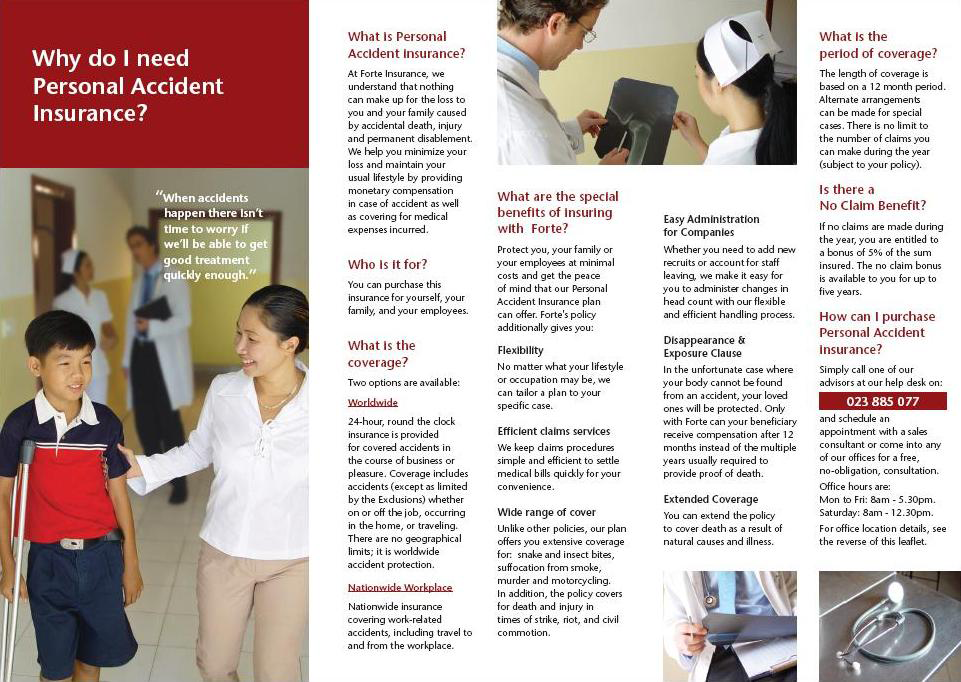 Why do I need
Personal Accident
Insurance?
“When accidents
happen there isn’t
time to worry if
we’ll be able to get
good treatment
quickly enough.”
What is Personal
Accident insurance?
At Forte Insurance, we
understand that nothing
can make up for the loss to
you and your family caused
by accidental death, injury
and permanent disablement.
We help you minimize your
loss and maintain your
usual lifestyle by providing
monetary compensation
in case of accident as well
as covering for medical
expenses incurred.
Who is it for?
You can purchase this
insurance for yourself, your
family, and your employees.
What is the
coverage?
Two options are available:
Worldwide
24-hour, round the clock
insurance is provided
for covered accidents in
the course of business or
pleasure. Coverage includes
accidents (except as limited
by the Exclusions) whether
on or off the job, occurring
in the home, or traveling.
There are no geographical
limits; it is worldwide
accident protection.
Nationwide Workplace
Nationwide insurance
covering work-related
accidents, including travel to
and from the workplace.
What are the special
benefits of insuring
with Forte?
Protect you, your family or
your employees at minimal
costs and get the peace
of mind that our Personal
Accident Insurance plan
can offer. Forte's policy
additionally gives you:
Flexibility
No matter what your lifestyle
or occupation may be, we
can tailor a plan to your
specific case.
Efficient claims services
We keep claims procedures
simple and efficient to settle
medical bills quickly for your
convenience.
Wide range of cover
Unlike other policies, our plan
offers you extensive coverage
for: snake and insect bites,
suffocation from smoke,
murder and motorcycling.
In addition, the policy covers
for death and injury in
times of strike, riot, and civil
commotion.
Easy Administration
for Companies
Whether you need to add new
recruits or account for staff
leaving, we make it easy for
you to administer changes in
head count with our flexible
and efficient handling process.
Disappearance &
Exposure Clause
In the unfortunate case where
your body cannot be found
from an accident, your loved
ones will be protected. Only
with Forte can your beneficiary
receive compensation after 12
months instead of the multiple
years usually required to
provide proof of death.
Extended Coverage
You can extend the policy
to cover death as a result of
natural causes and illness.
What is the
period of coverage?
The length of coverage is
based on a 12 month period.
Alternate arrangements
can be made for special
cases. There is no limit to
the number of claims you
can make during the year
(subject to your policy).
Is there a
No Claim Benefit?
If no claims are made during
the year, you are entitled to
a bonus of 5% of the sum
insured. The no claim bonus
is available to you for up to
five years.
How can I purchase
Personal Accident
insurance?
Simply call one of our
advisors at our help desk on:
023 885 077
and schedule an
appointment with a sales
consultant or come into any
of our offices for a free,
no-obligation, consultation.
Office hours are:
Mon to Fri: 8am - 5.30pm.
Saturday: 8am - 12.30pm.
For office location details, see
the reverse of this leaflet.